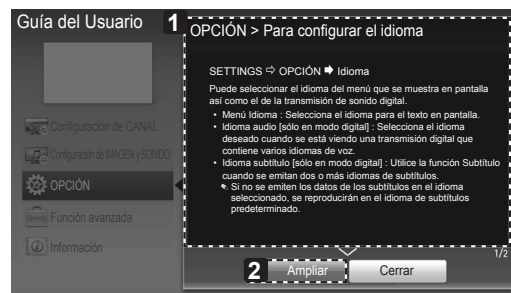 Guía del Usuario
1
OPCIÓN > Para configurar el idioma
SETTINGS ⇨ OPCIÓN 🠮 Idioma
Puede seleccionar el idioma del menú que se muestra en pantalla
así como el de la transmisión de sonido digital.
• Menú Idioma : Selecciona el idioma para el texto en pantalla.
• Idioma audio [sólo en modo digital] : Selecciona el idioma
deseado cuando se está viendo una transmisión digital que
contiene varios idiomas de voz.
• Idioma subtítulo [sólo en modo digital] : Utilice la función Subtítulo
cuando se emitan dos o más idiomas de subtítulos.
Si no se emiten los datos de los subtítulos en el idioma
seleccionado, se reproducirán en el idioma de subtítulos
predeterminado.
Configuración de CANAL
Configuración de IMAGEN y SONIDO
OPCIÓN
Función avanzada
Información
1/2
2
Ampliar
Cerrar